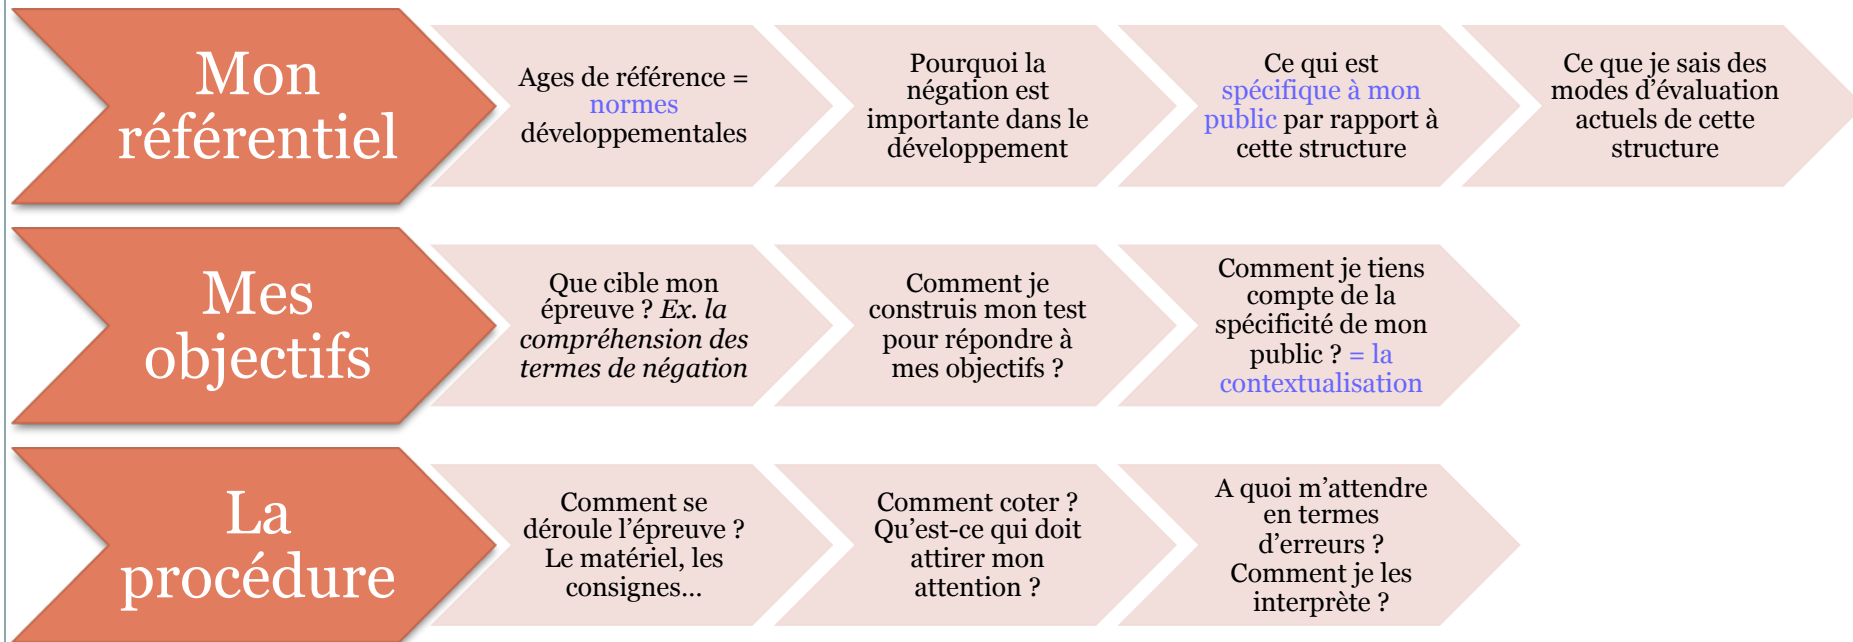 Mon
référentiel
Ages de référence =
normes
développementales
Pourquoi la
négation est
importante dans le
développement
Ce qui est
spécifique à mon
public par rapport à
cette structure
Ce que je sais des
modes d’évaluation
actuels de cette
structure
Mes
objectifs
Que cible mon
épreuve ? Ex. la
compréhension des
termes de négation
Comment je
construis mon test
pour répondre à
mes objectifs ?
Comment je tiens
compte de la
spécificité de mon
public ? = la
contextualisation
La
procédure
Comment se
déroule l’épreuve ?
Le matériel, les
consignes…
Comment coter ?
Qu’est-ce qui doit
attirer mon
attention ?
A quoi m’attendre
en termes
d’erreurs ?
Comment je les
interprète ?